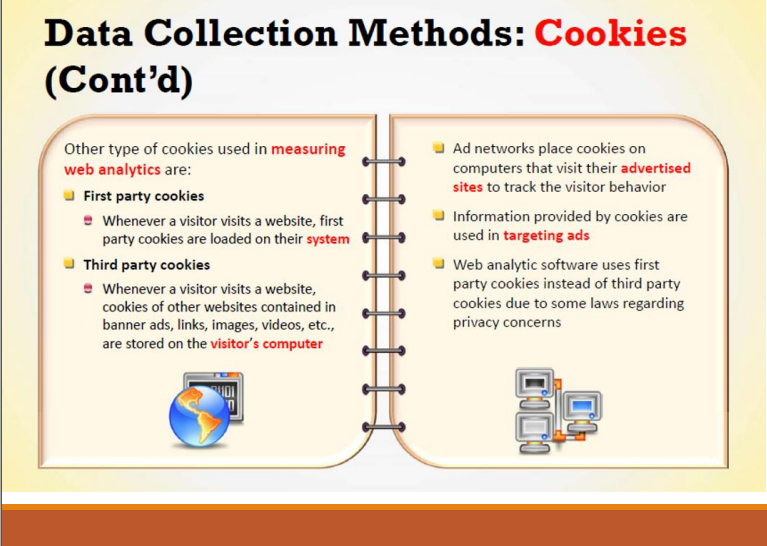 Data Collection Methods: Cookies
(Cont’d)
Other type of cookies used in measuring
web analytics are:
First party cookies
Whenever a visitor visits a website, first
party cookies are loaded on their system
Third party cookies
Whenever a visitor visits a website,
cookies of other websites contained in
banner ads, links, images, videos, etc.,
are stored on the visitor’s computer
Ad networks place cookies on
computers that visit their advertised
sites to track the visitor behavior
Information provided by cookies are
used in targeting ads
Web analytic software uses first
party cookies instead of third party
cookies due to some laws regarding
privacy concerns